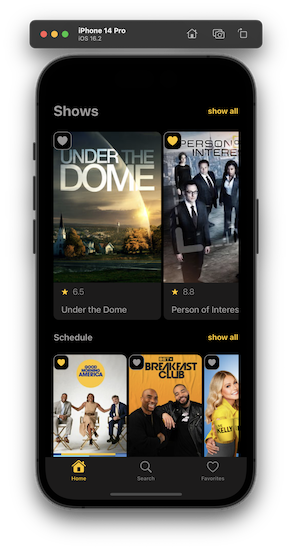 iPhone 14 Pro
iOS 16.2
Shows
show all
UNDER THE
DOME
PERSON
INTERE
★ 6.5
★ 8.8
Under the Dome
Person of Interes
Schedule
show all
GOOD
MORNING
AMERICA
BREAKFAST
CLUB
KELLY
Home
Search
Favorites